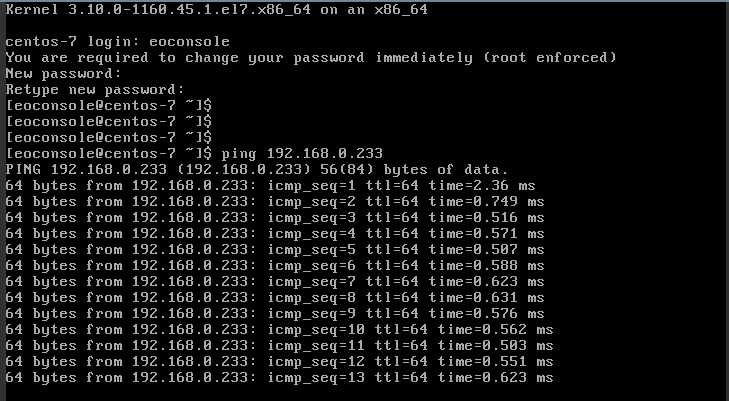 Kernel 3.10.0-1160.45.1.el7.x86_64 on an x86_64
centos-7 login: eoconsole
You are required to change your password immediately (root enforced)
New password:
Retype new password:
[eoconsole@centos-7 ~]$
[eoconsole@centos-7 ~]$
[eoconsole@centos-7 ~]$
[eoconsole@centos-7 ~]$ ping 192.168.0.233
PING 192.168.0.233 (192.168.0.233) 56(84) bytes of data.
64 bytes from 192.168.0.233: icmp_seq=1 ttl=64 time=2.36 ms
64 bytes from 192.168.0.233: icmp_seq=2 ttl=64 time=0.749 ms
64 bytes from 192.168.0.233: icmp_seq=3 ttl=64 time=0.516 ms
64 bytes from 192.168.0.233: icmp_seq=4 ttl=64 time=0.571 ms
64 bytes from 192.168.0.233: icmp_seq=5 ttl=64 time=0.507 ms
64 bytes from 192.168.0.233: icmp_seq=6 ttl=64 time=0.588 ms
64 bytes from 192.168.0.233: icmp_seq=7 ttl=64 time=0.623 ms
64 bytes from 192.168.0.233: icmp_seq=8 ttl=64 time=0.631 ms
64 bytes from 192.168.0.233: icmp_seq=9 ttl=64 time=0.576 ms
64 bytes from 192.168.0.233: icmp_seq=10 ttl=64 time=0.562 ms
64 bytes from 192.168.0.233: icmp_seq=11 ttl=64 time=0.503 ms
64 bytes from 192.168.0.233: icmp_seq=12 ttl=64 time=0.551 ms
64 bytes from 192.168.0.233: icmp_seq=13 ttl=64 time=0.623 ms